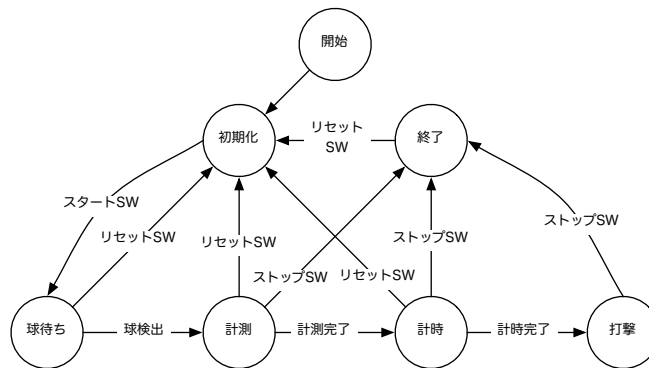 開始
初期化
リセット
SW
終了
スタートSW
リセットSW
リセットSW
ストップSW
リセットSW
ストップSW
ストップSW
球待ち
球検出
計測
計測完了
計時
計時完了
打撃